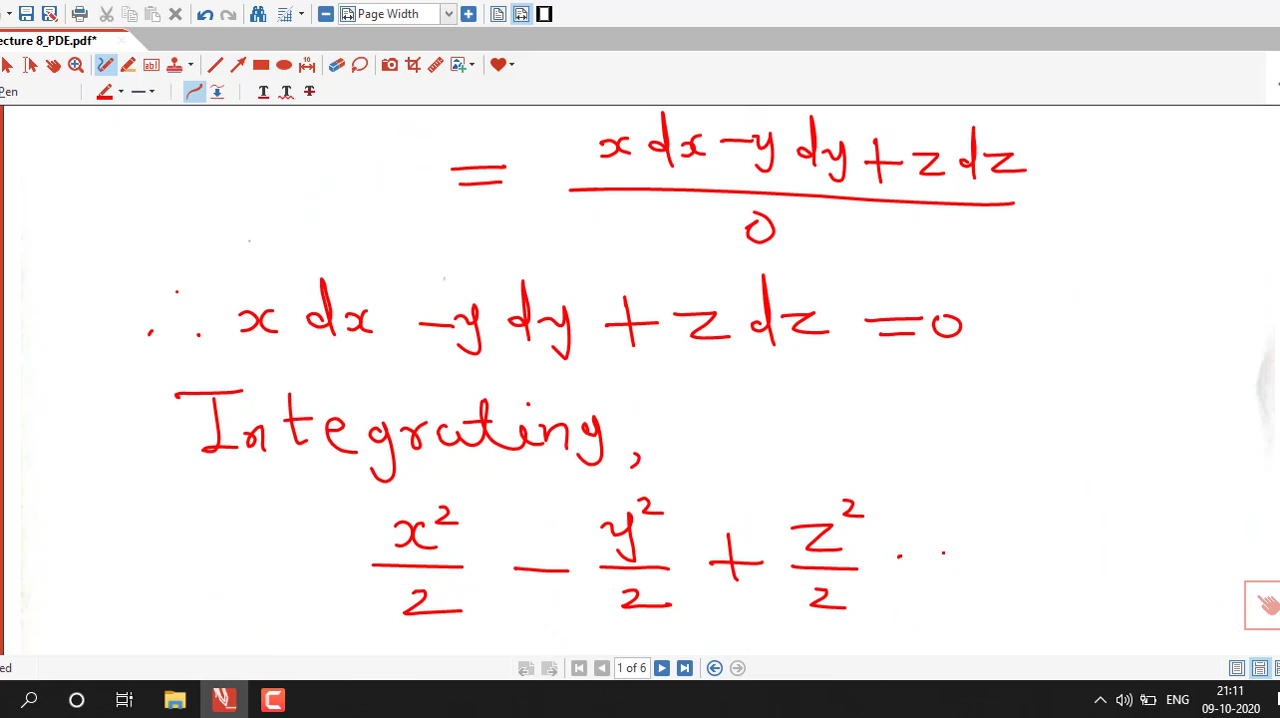 Page Width
ecture 8_PDE.pdf*
Pen
= x dx - y dy + z dz / 0
∴ x dx - y dy + z dz = 0
Integrating,
x²/2 - y²/2 + z²/2 . .
1 of 6
ed
ENG
21:11
09-10-2020